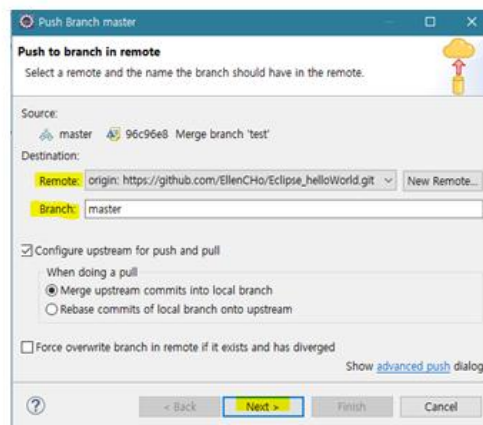 Push Branch master
Push to branch in remote
Select a remote and the name the branch should have in the remote.
Source:
master 96c96e8 Merge branch 'test'
Destination:
Remote: origin: https://github.com/EllenCHo/Eclipse_helloWorld.git New Remote...
Branch: master
Configure upstream for push and pull
When doing a pull
Merge upstream commits into local branch
Rebase commits of local branch onto upstream
Force overwrite branch in remote if it exists and has diverged
Show advanced push dialog
< Back Next > Finish Cancel